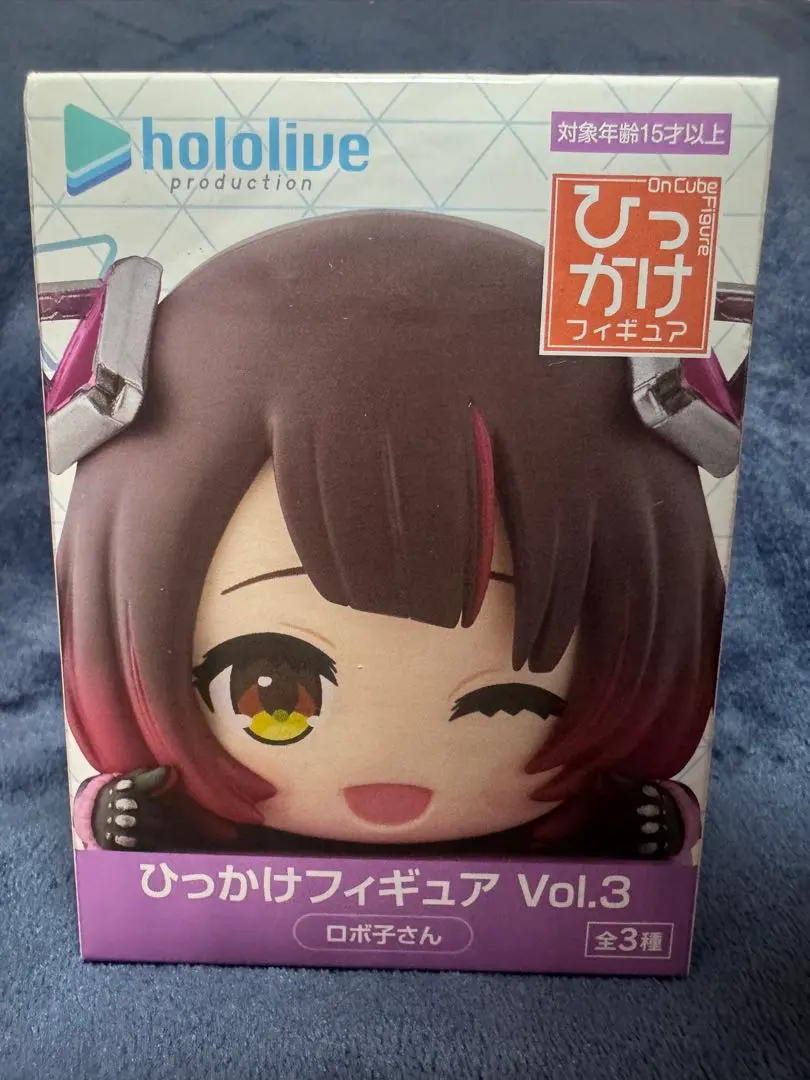 hololive
production
対象年齢15才以上
On Cube Figure
ひっ
かけ
フィギュア
ひっかけフィギュア Vol.3
ロボ子さん
全3種